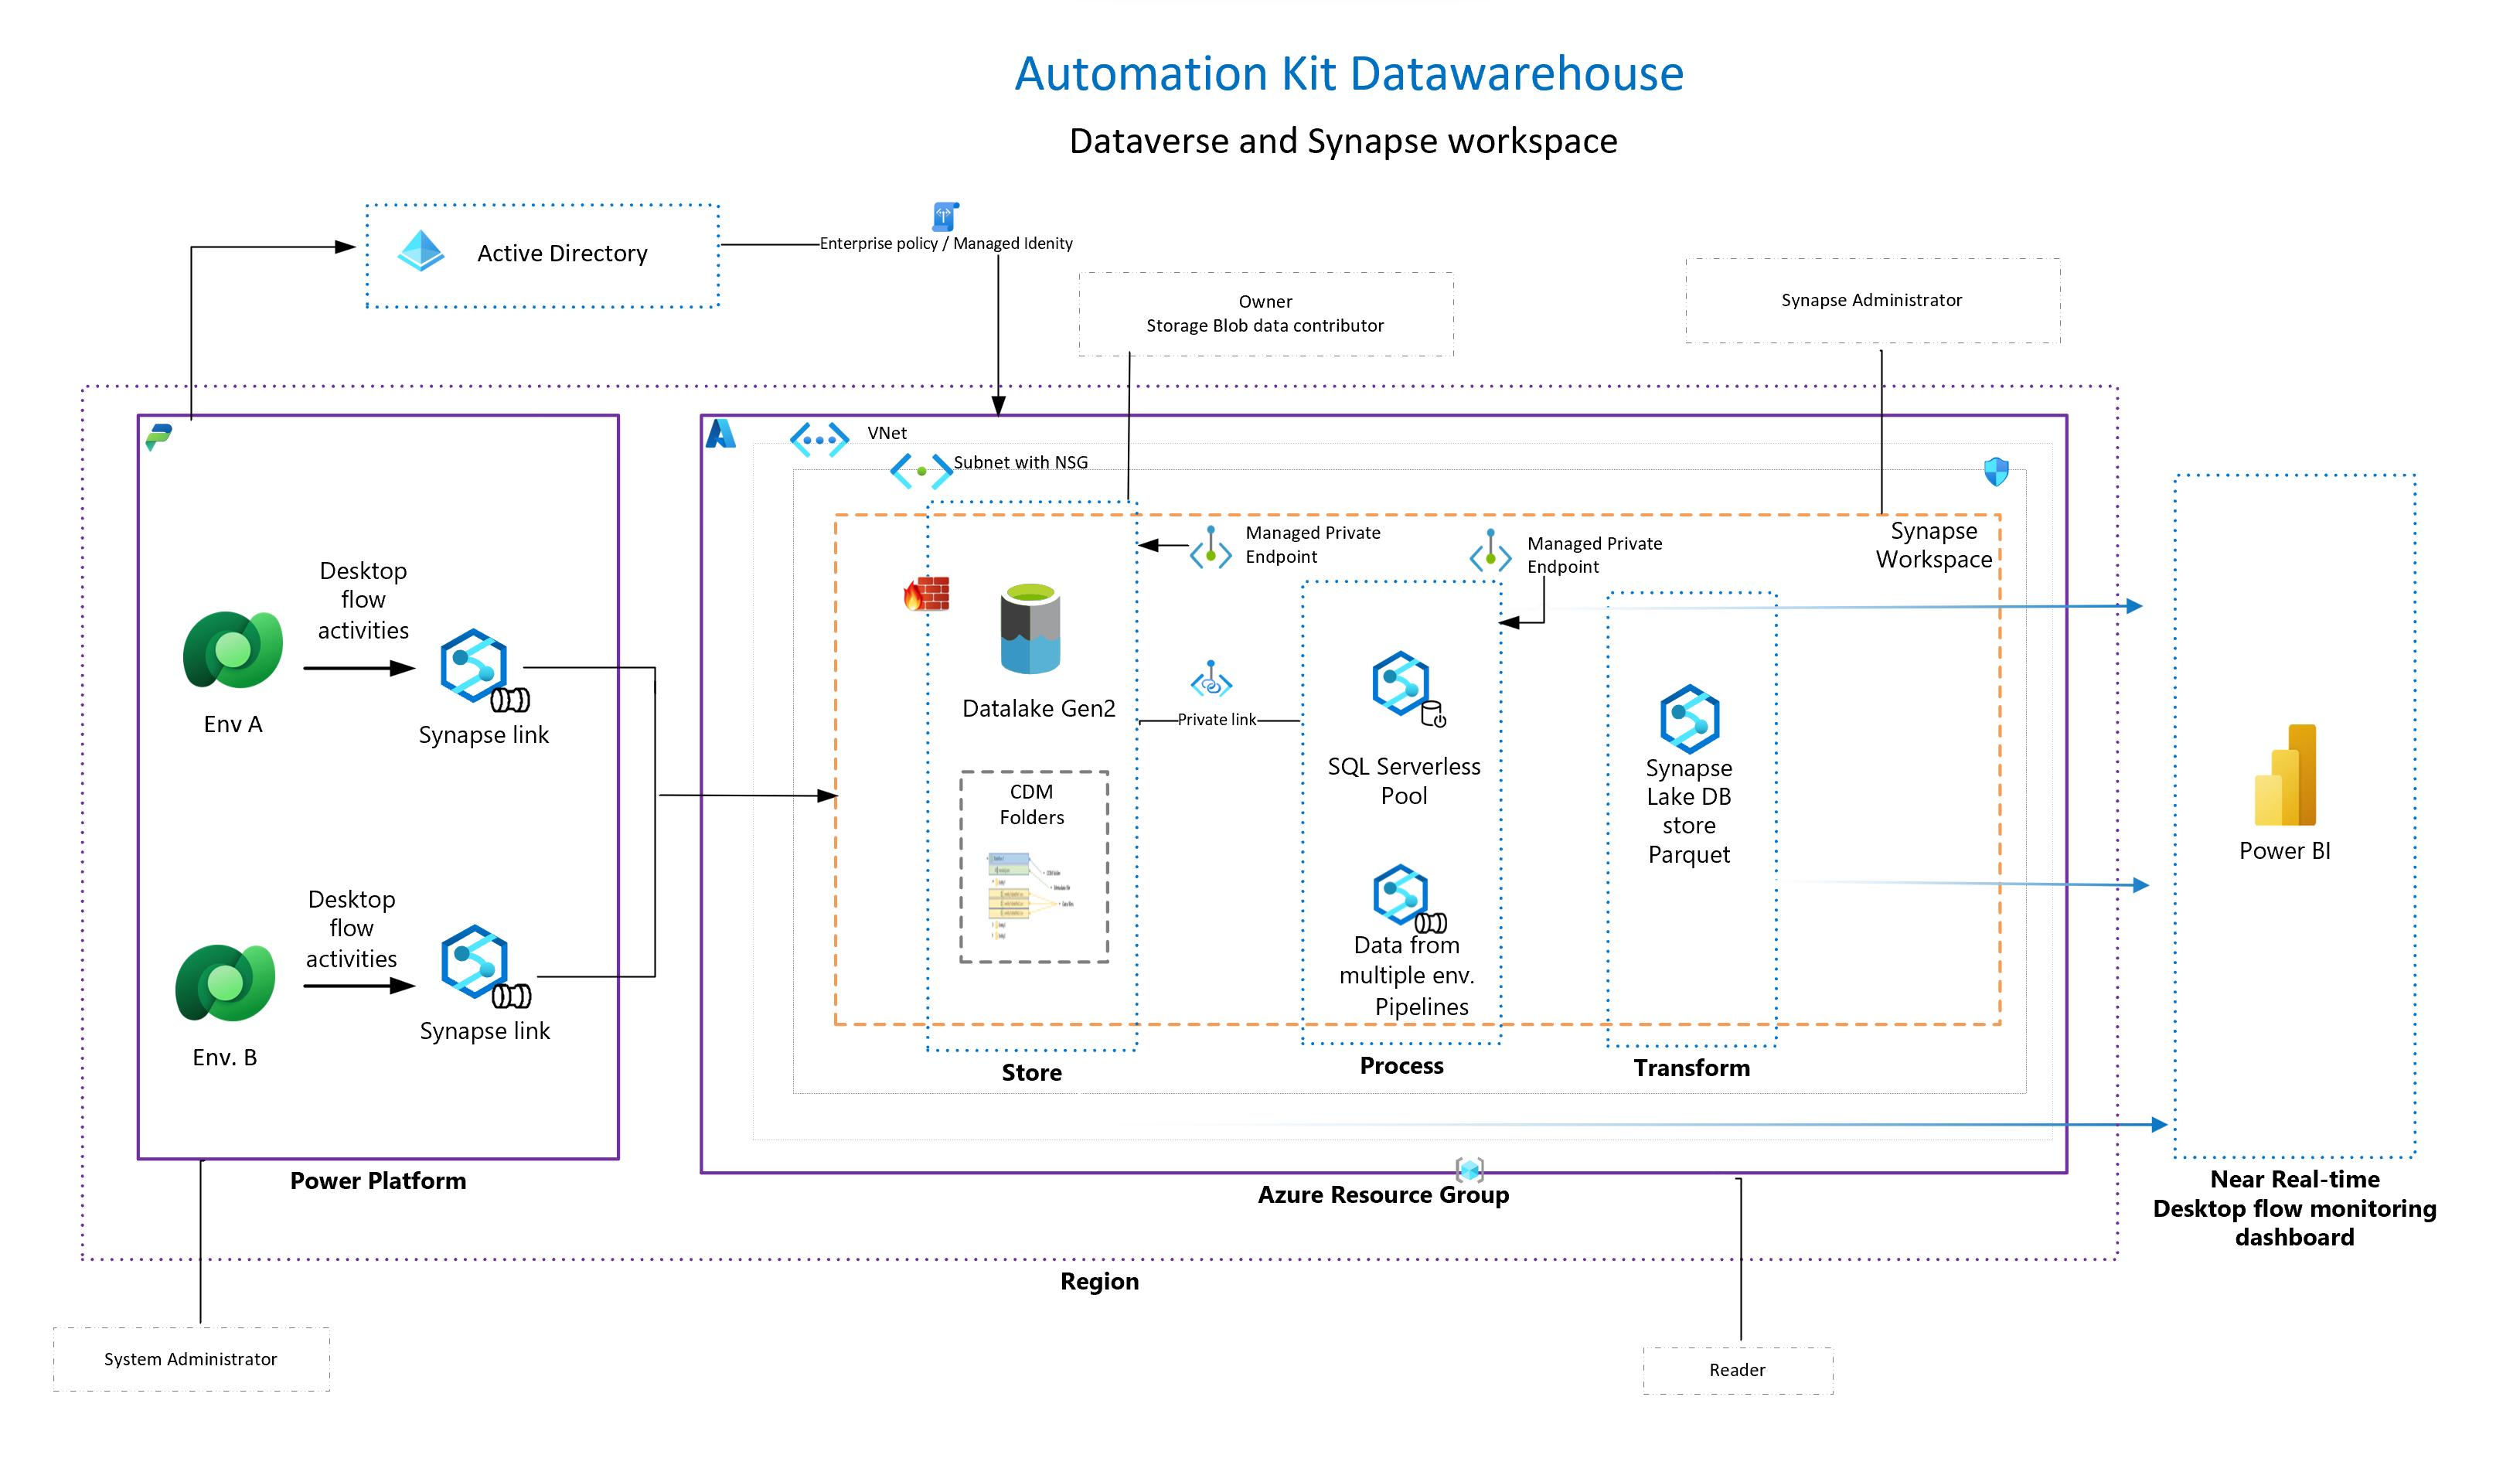 Automation Kit Datawarehouse
Dataverse and Synapse workspace
Active Directory
Enterprise policy / Managed Idenity
Owner
Storage Blob data contributor
Synapse Administrator
VNet
Subnet with NSG
Managed Private
Endpoint
Managed Private
Endpoint
Synapse
Workspace
Desktop
flow
activities
Env A
Synapse link
Desktop
flow
activities
Env. B
Synapse link
Datalake Gen2
CDM
Folders
Private link
SQL Serverless
Pool
Data from
multiple env.
Pipelines
Synapse
Lake DB
store
Parquet
Power BI
Store
Process
Transform
Power Platform
Azure Resource Group
Near Real-time
Desktop flow monitoring
dashboard
Region
System Administrator
Reader